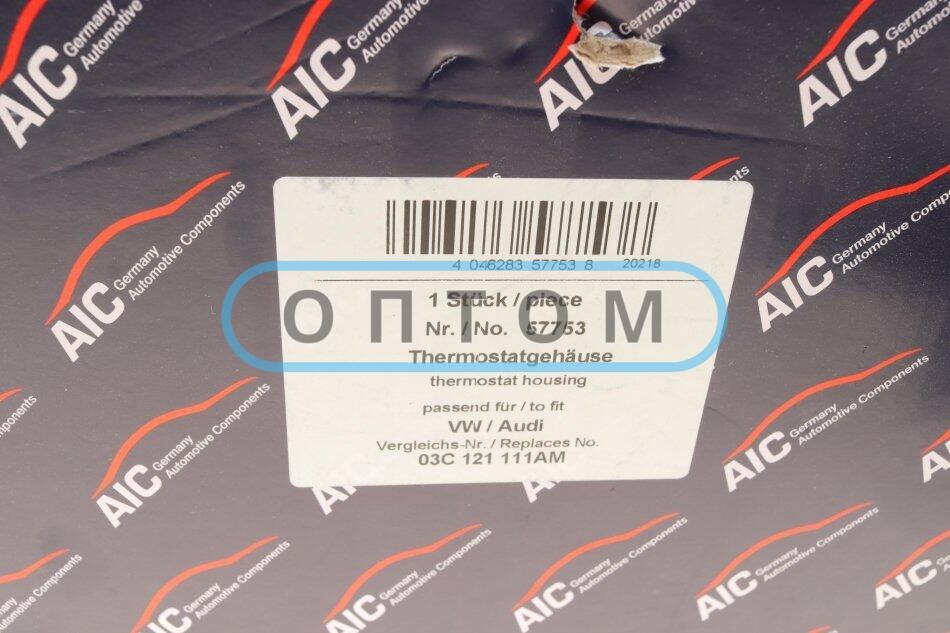 AIC Germany Automotive Components
4 046283 57753 8 20218
1 Stück / piece
Nr. / No. 57753
ОПТОМ
Thermostatgehäuse
thermostat housing
passend für / to fit
VW / Audi
Vergleichs-Nr. / Replaces No.
03C 121 111AM